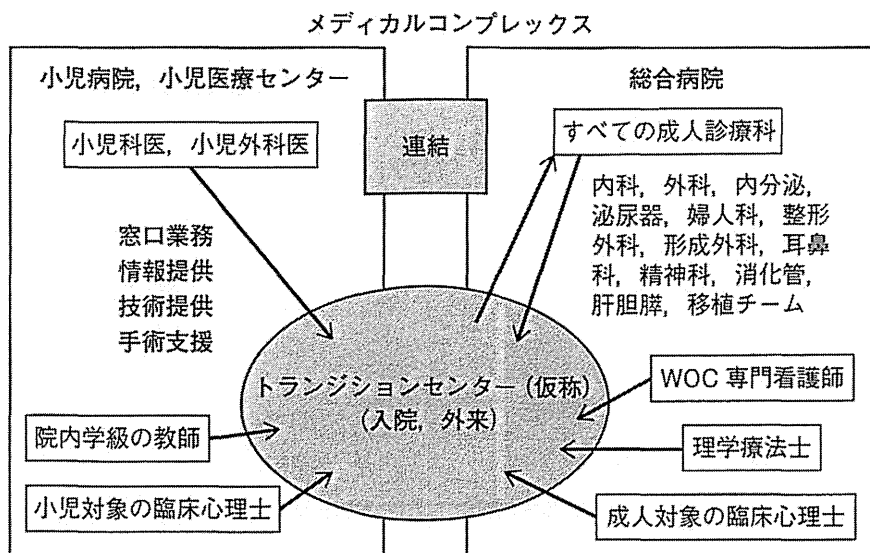 メディカルコンプレックス
小児病院,小児医療センター
小児科医,小児外科医
窓口業務
情報提供
技術提供
手術支援
連結
総合病院
すべての成人診療科
内科,外科,内分泌,
泌尿器,婦人科,整形
外科,形成外科,耳鼻
科,精神科,消化管,
肝胆膵,移植チーム
トランジションセンター(仮称)
(入院,外来)
院内学級の教師
小児対象の臨床心理士
WOC 専門看護師
理学療法士
成人対象の臨床心理士